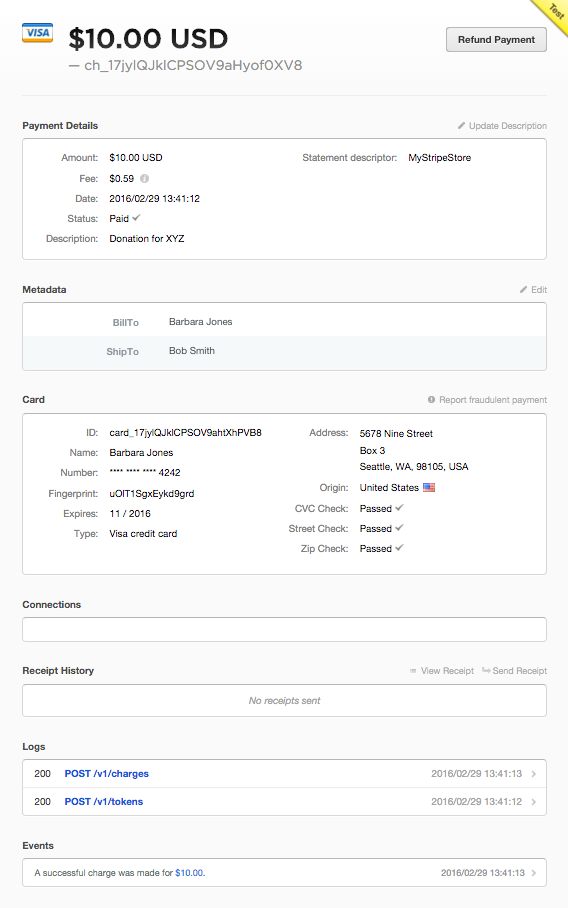 Test
VISA
$10.00 USD
Refund Payment
— ch_17jylQJklCPSOV9aHyof0XV8
Payment Details
Update Description
Amount: $10.00 USD
Statement descriptor: MyStripeStore
Fee: $0.59
Date: 2016/02/29 13:41:12
Status: Paid
Description: Donation for XYZ
Metadata
Edit
BillTo Barbara Jones
ShipTo Bob Smith
Card
Report fraudulent payment
ID: card_17jylQJklCPSOV9ahtXhPVB8
Name: Barbara Jones
Number: **** **** **** 4242
Fingerprint: uOIT1SgxEykd9grd
Expires: 11 / 2016
Type: Visa credit card
Address: 5678 Nine Street
Box 3
Seattle, WA, 98105, USA
Origin: United States
CVC Check: Passed
Street Check: Passed
Zip Check: Passed
Connections
Receipt History
View Receipt
Send Receipt
No receipts sent
Logs
200 POST /v1/charges 2016/02/29 13:41:13
200 POST /v1/tokens 2016/02/29 13:41:12
Events
A successful charge was made for $10.00. 2016/02/29 13:41:13